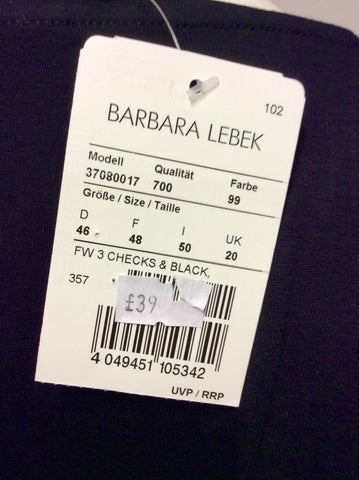 102
BARBARA LEBEK
Modell Qualität Farbe
37080017 700 99
Größe / Size / Taille
D F I UK
46 48 50 20
FW 3 CHECKS & BLACK,
357
£39
4 049451 105342
UVP / RRP